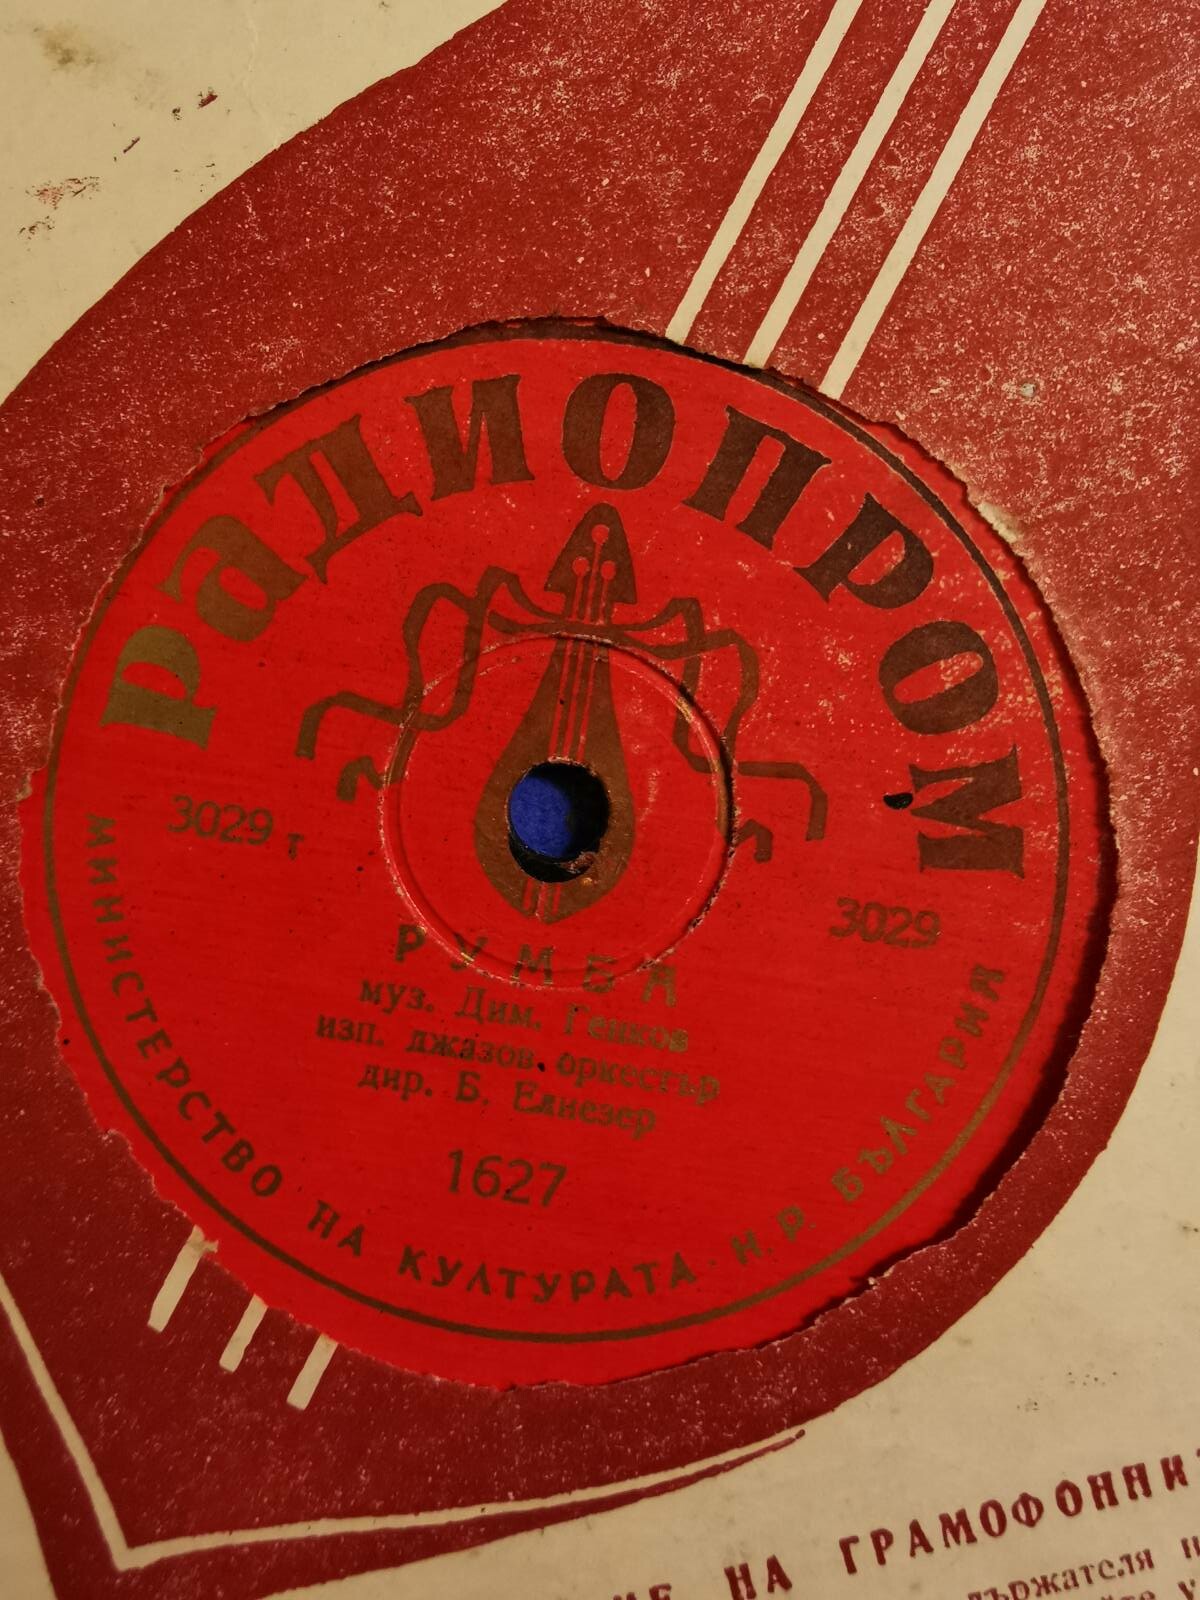 РАДИОПРОМ
3029 т
3029
РУМБА
муз. Дим. Генков
изп. джазов оркестър
дир. Б. Елиезер
1627
МИНИСТЕРСТВО НА КУЛТУРАТА · Н. Р. БЪЛГАРИЯ
НА ГРАМОФОННИ
държателя